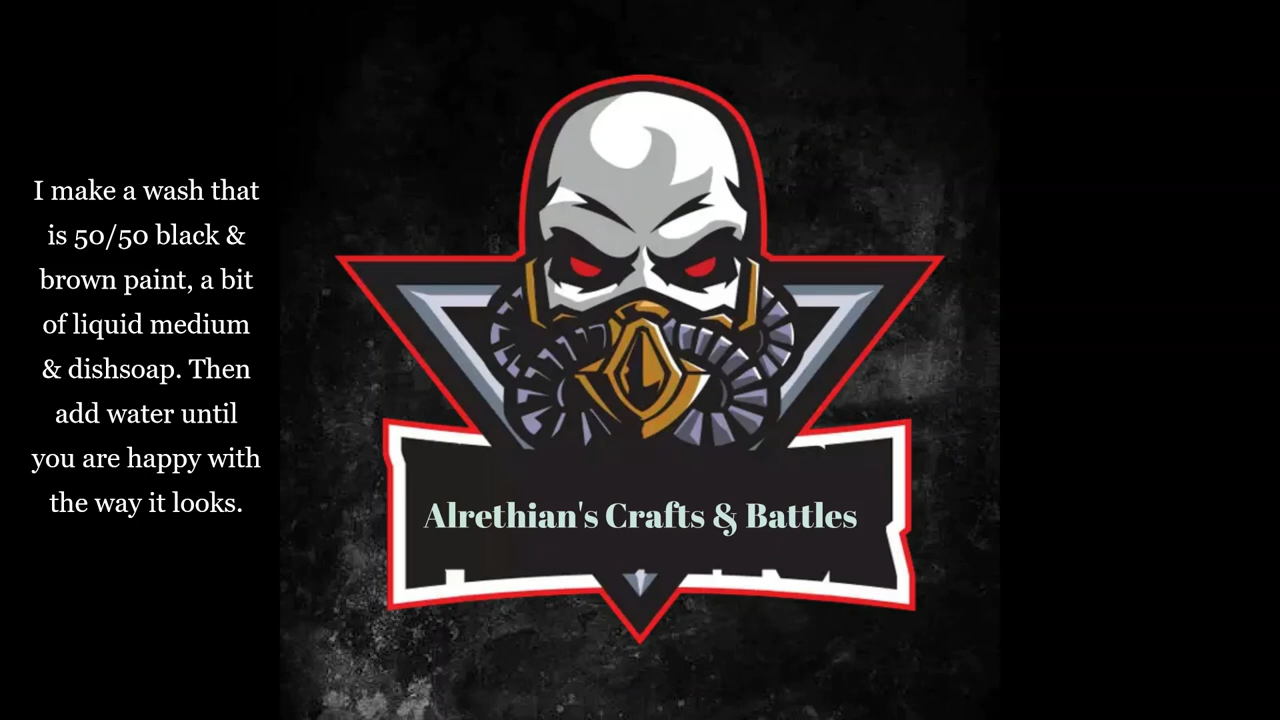 I make a wash that
is 50/50 black &
brown paint, a bit
of liquid medium
& dishsoap. Then
add water until
you are happy with
the way it looks.
Alrethian's Crafts & Battles